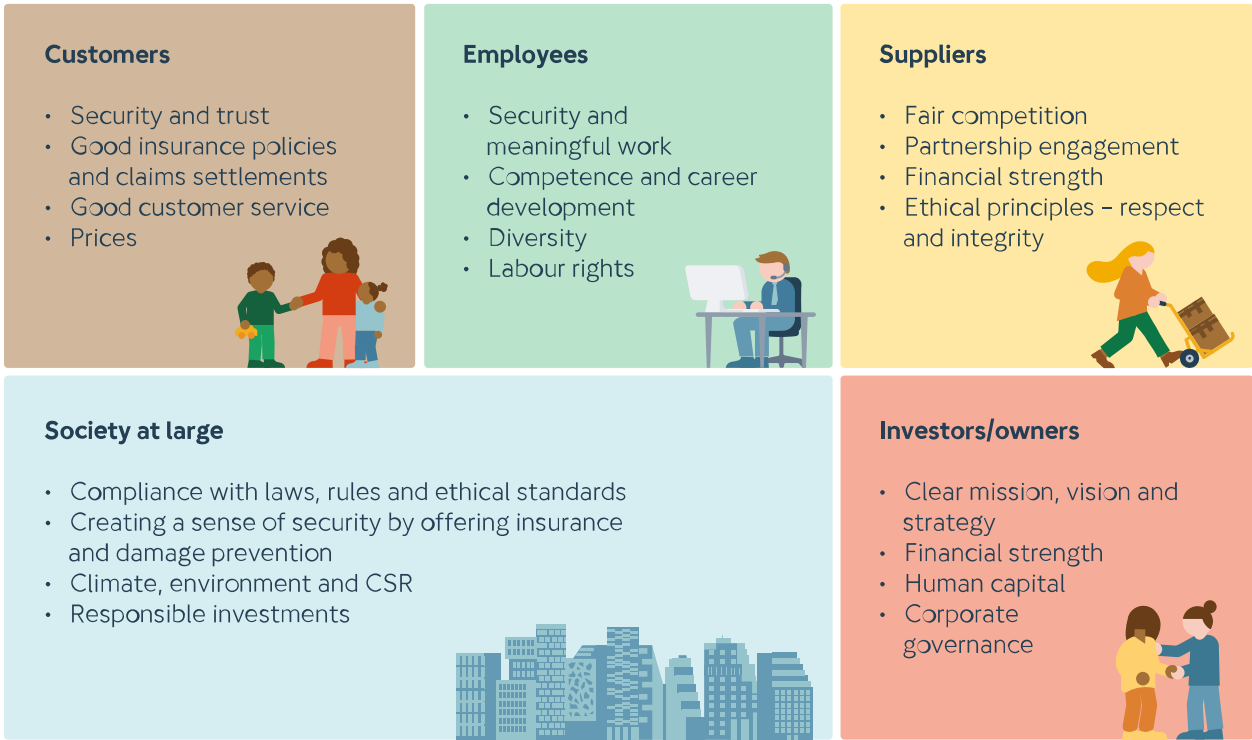 Customers
• Security and trust
• Good insurance policies
and claims settlements
• Good customer service
• Prices
Employees
• Security and
meaningful work
• Competence and career
development
• Diversity
• Labour rights
Suppliers
• Fair competition
• Partnership engagement
• Financial strength
• Ethical principles – respect
and integrity
Society at large
• Compliance with laws, rules and ethical standards
• Creating a sense of security by offering insurance
and damage prevention
• Climate, environment and CSR
• Responsible investments
Investors/owners
• Clear mission, vision and
strategy
• Financial strength
• Human capital
• Corporate
governance